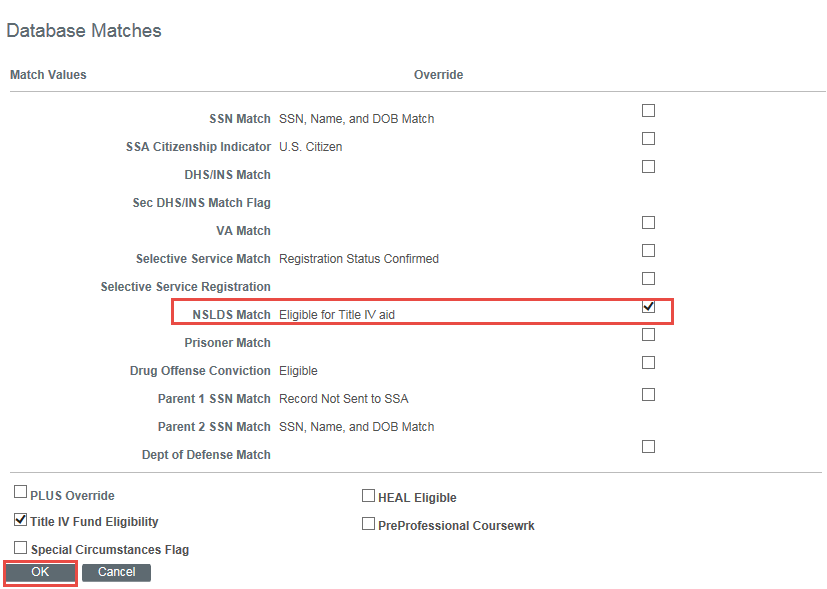 Database Matches
Match Values Override
SSN Match SSN, Name, and DOB Match
SSA Citizenship Indicator U.S. Citizen
DHS/INS Match
Sec DHS/INS Match Flag
VA Match
Selective Service Match Registration Status Confirmed
Selective Service Registration
NSLDS Match Eligible for Title IV aid
Prisoner Match
Drug Offense Conviction Eligible
Parent 1 SSN Match Record Not Sent to SSA
Parent 2 SSN Match SSN, Name, and DOB Match
Dept of Defense Match
PLUS Override HEAL Eligible
Title IV Fund Eligibility PreProfessional Coursewrk
Special Circumstances Flag
OK Cancel